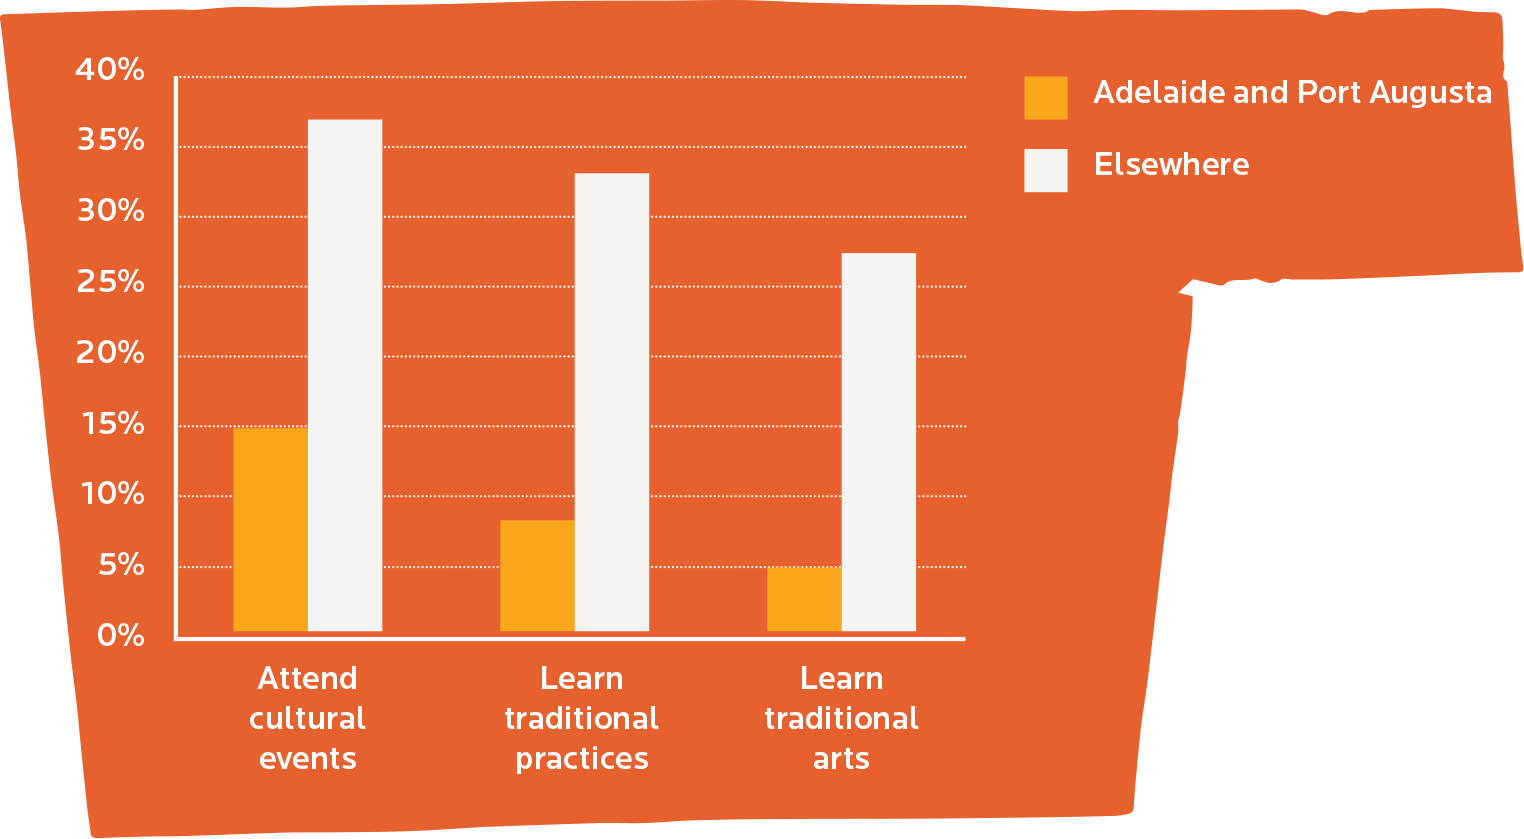 40%
35%
30%
25%
20%
15%
10%
5%
0%
Attend
cultural
events
Learn
traditional
practices
Learn
traditional
arts
Adelaide and Port Augusta
Elsewhere